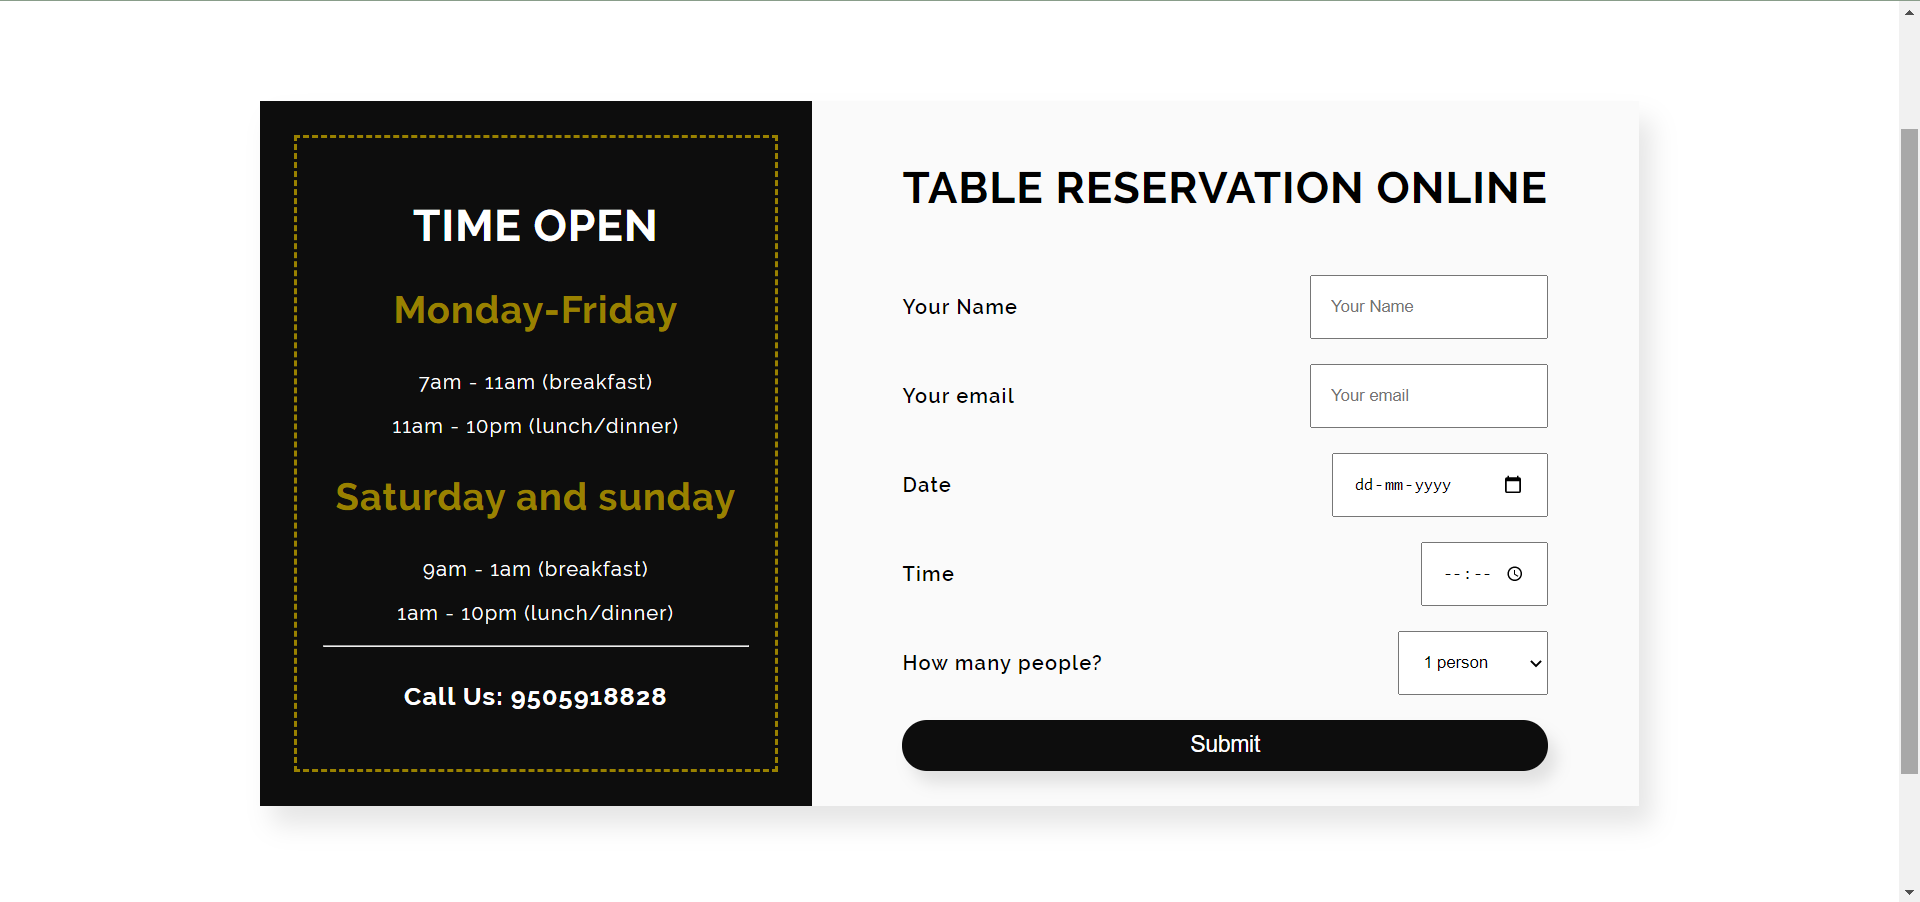 TIME OPEN
Monday-Friday
7am - 11am (breakfast)
11am - 10pm (lunch/dinner)
Saturday and sunday
9am - 1am (breakfast)
1am - 10pm (lunch/dinner)
Call Us: 9505918828
TABLE RESERVATION ONLINE
Your Name
Your Name
Your email
Your email
Date
dd-mm-yyyy
Time
--:--
How many people?
1 person
Submit